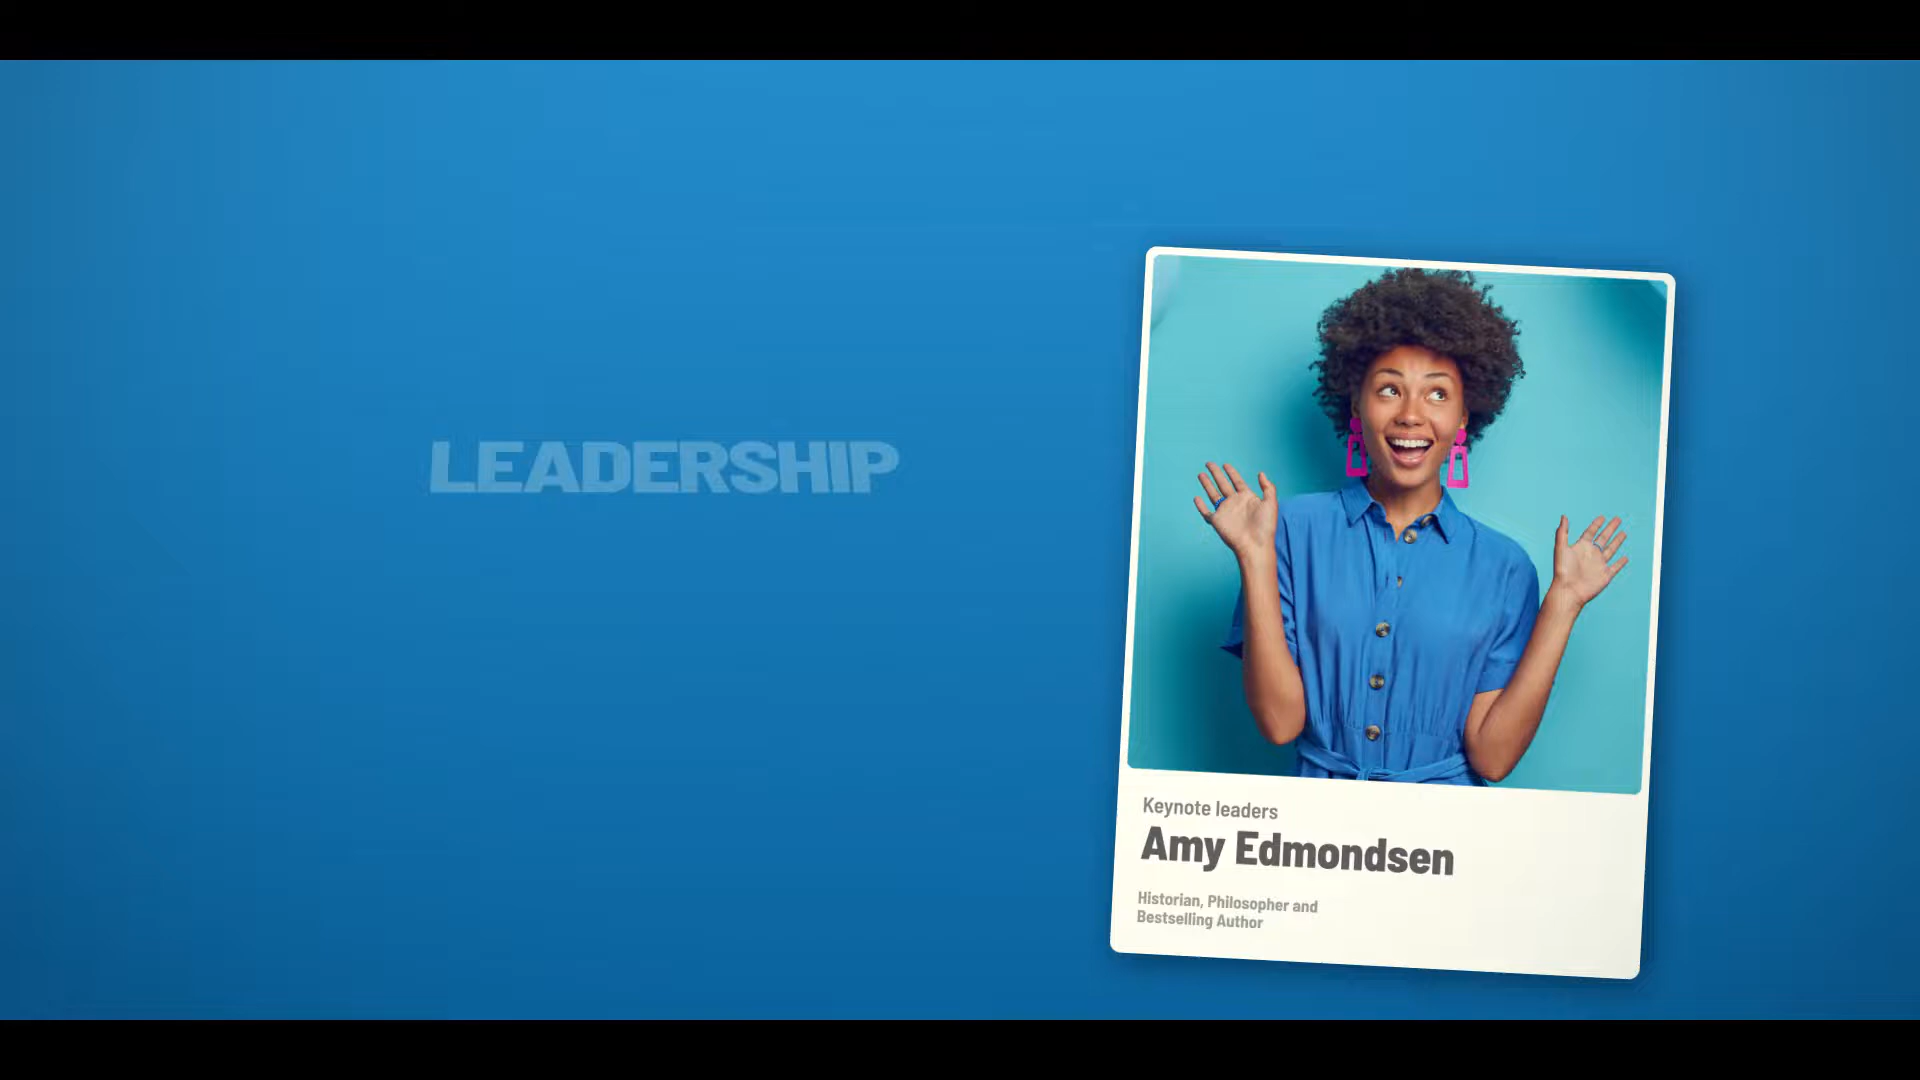 LEADERSHIP
Keynote leaders
Amy Edmondsen
Historian, Philosopher and
Bestselling Author